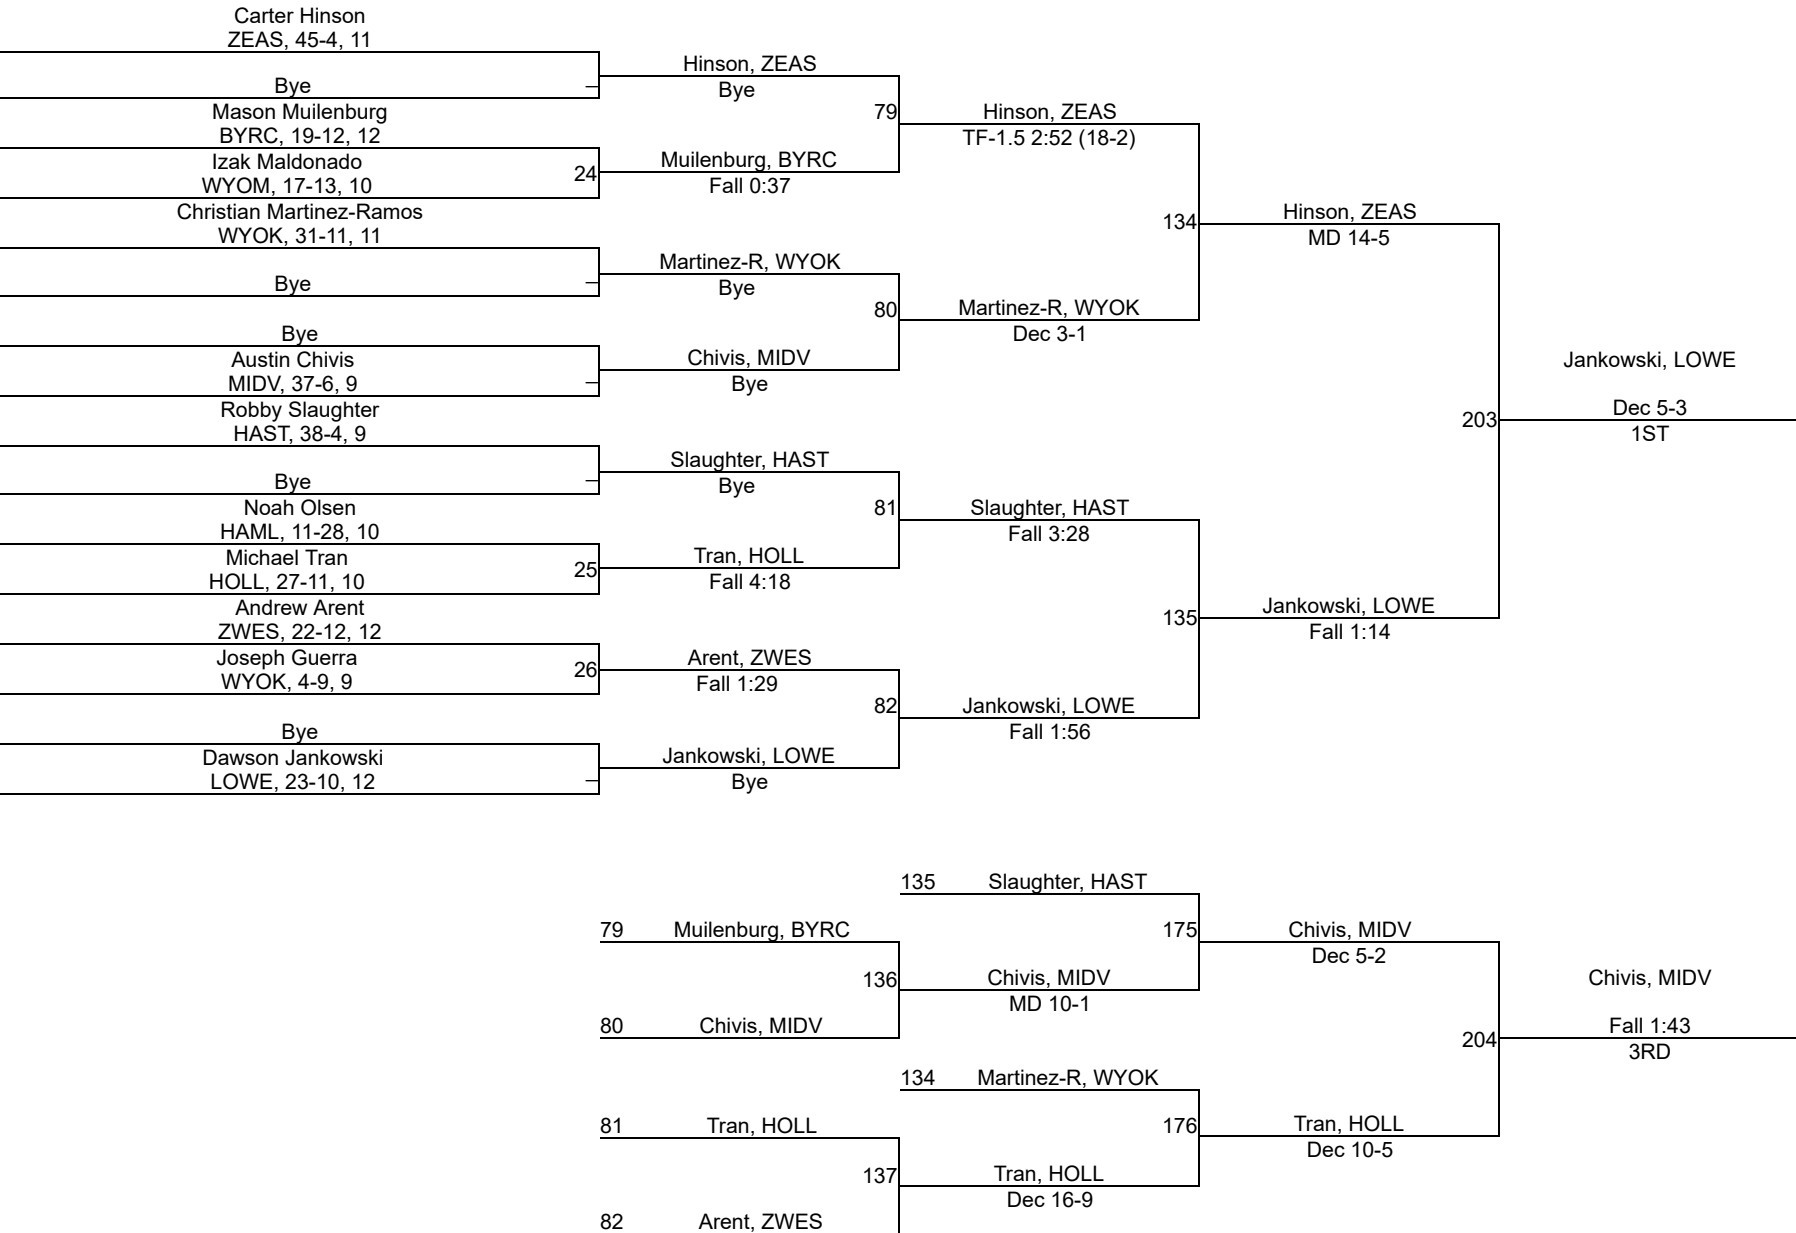 Carter Hinson
ZEAS, 45-4, 11
Bye
Mason Muilenburg
BYRC, 19-12, 12
Izak Maldonado
WYOM, 17-13, 10
24
Christian Martinez-Ramos
WYOK, 31-11, 11
Bye
Bye
Austin Chivis
MIDV, 37-6, 9
Robby Slaughter
HAST, 38-4, 9
Bye
Noah Olsen
HAML, 11-28, 10
Michael Tran
HOLL, 27-11, 10
25
Andrew Arent
ZWES, 22-12, 12
Joseph Guerra
WYOK, 4-9, 9
26
Bye
Dawson Jankowski
LOWE, 23-10, 12
Hinson, ZEAS
Bye
79
Muilenburg, BYRC
Fall 0:37
Martinez-R, WYOK
Bye
80
Chivis, MIDV
Bye
Slaughter, HAST
Bye
81
Tran, HOLL
Fall 4:18
Arent, ZWES
Fall 1:29
82
Jankowski, LOWE
Bye
Hinson, ZEAS
TF-1.5 2:52 (18-2)
134
Martinez-R, WYOK
Dec 3-1
Slaughter, HAST
Fall 3:28
135
Jankowski, LOWE
Fall 1:56
Hinson, ZEAS
MD 14-5
203
Jankowski, LOWE
Fall 1:14
Jankowski, LOWE
Dec 5-3
1ST
135 Slaughter, HAST
79 Muilenburg, BYRC
175
136
Chivis, MIDV
MD 10-1
80 Chivis, MIDV
134 Martinez-R, WYOK
81 Tran, HOLL
176
137
Tran, HOLL
Dec 16-9
82 Arent, ZWES
Chivis, MIDV
Dec 5-2
204
Tran, HOLL
Dec 10-5
Chivis, MIDV
Fall 1:43
3RD